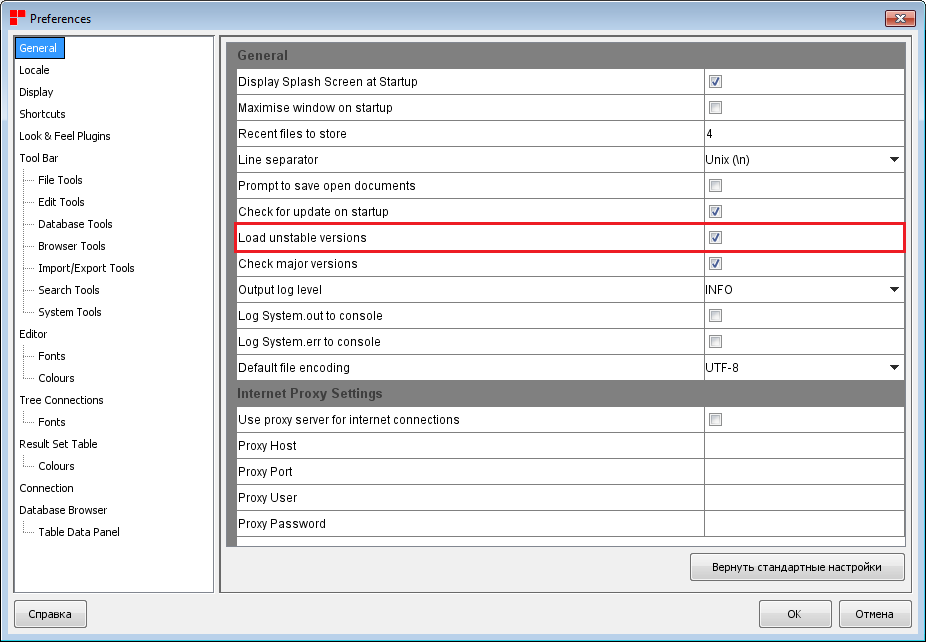 Preferences
General
Locale
Display
Shortcuts
Look & Feel Plugins
Tool Bar
File Tools
Edit Tools
Database Tools
Browser Tools
Import/Export Tools
Search Tools
System Tools
Editor
Fonts
Colours
Tree Connections
Fonts
Result Set Table
Colours
Connection
Database Browser
Table Data Panel
General
Display Splash Screen at Startup
Maximise window on startup
Recent files to store 4
Line separator Unix (\n)
Prompt to save open documents
Check for update on startup
Load unstable versions
Check major versions
Output log level INFO
Log System.out to console
Log System.err to console
Default file encoding UTF-8
Internet Proxy Settings
Use proxy server for internet connections
Proxy Host
Proxy Port
Proxy User
Proxy Password
Вернуть стандартные настройки
Справка OK Отмена